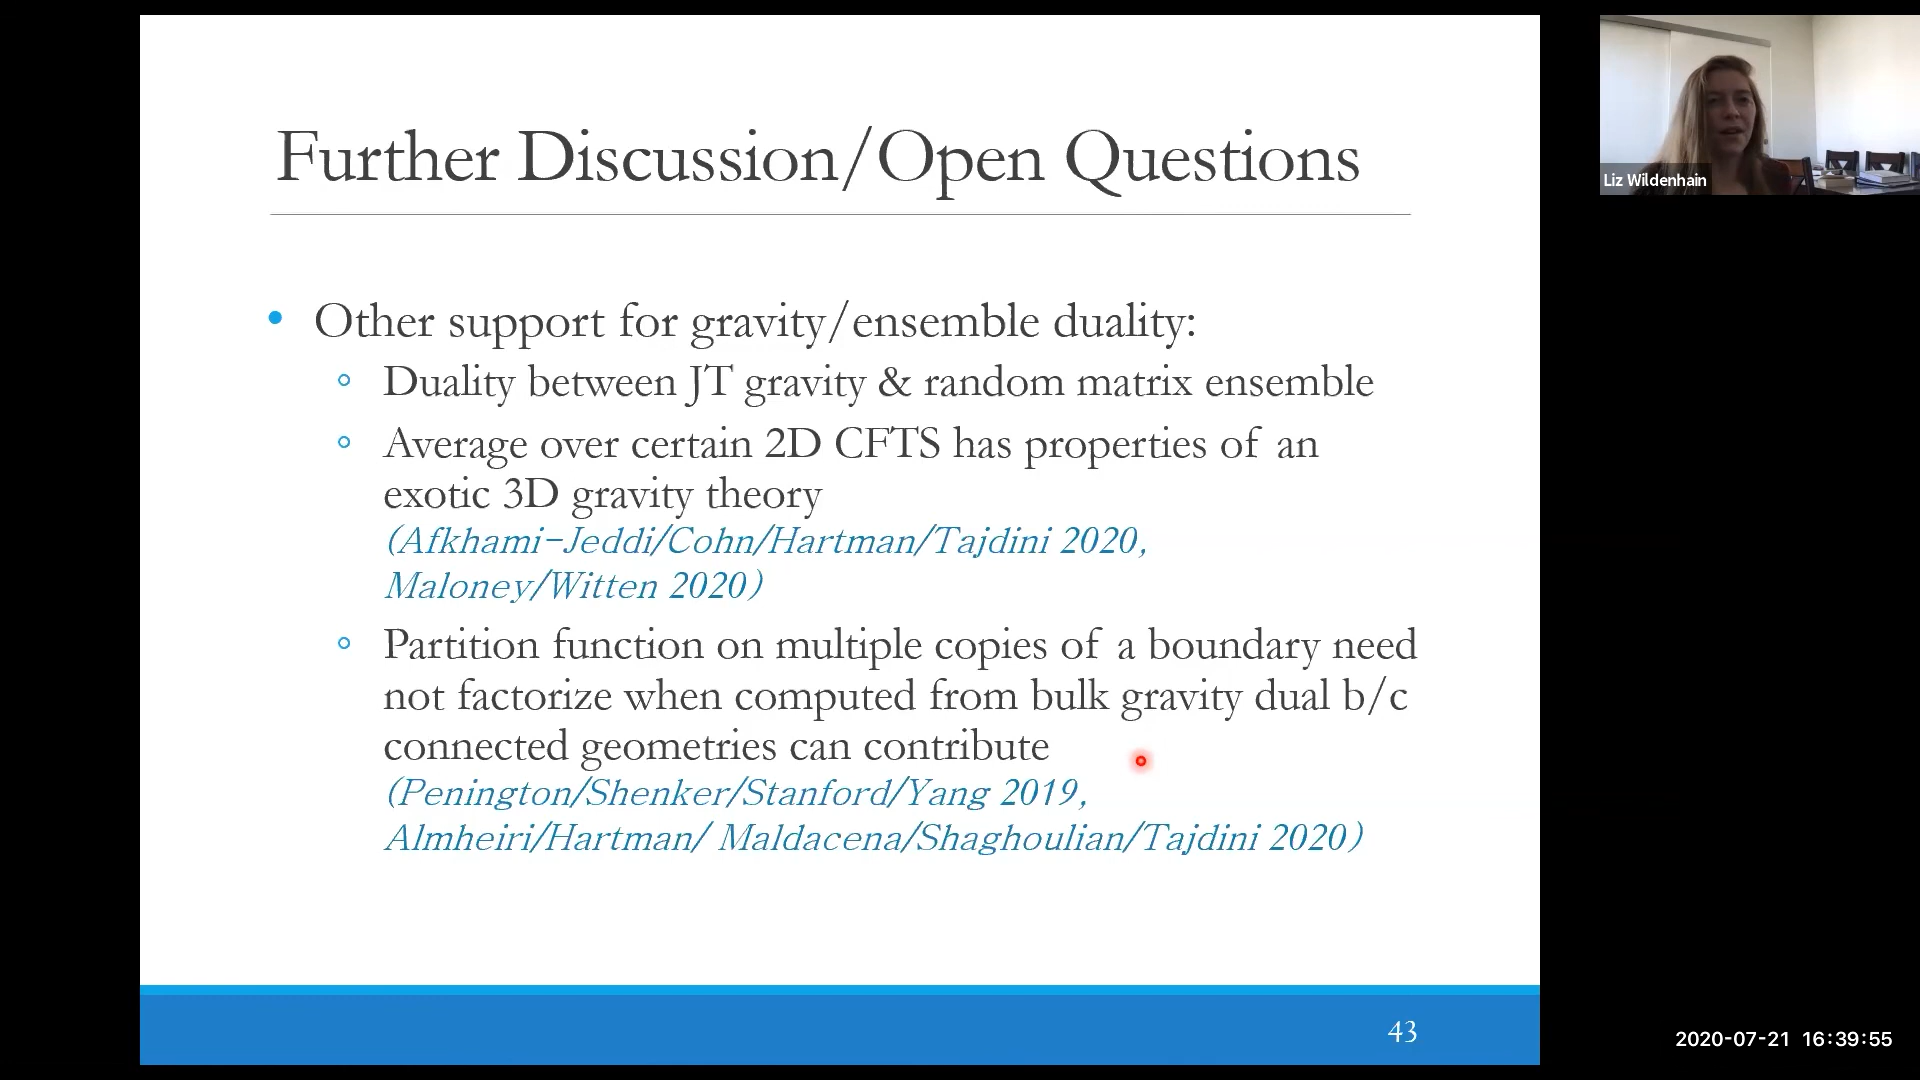 Further Discussion/Open Questions
• Other support for gravity/ensemble duality:
◦ Duality between JT gravity & random matrix ensemble
◦ Average over certain 2D CFTS has properties of an
exotic 3D gravity theory
(Afkhami-Jeddi/Cohn/Hartman/Tajdini 2020,
Maloney/Witten 2020)
◦ Partition function on multiple copies of a boundary need
not factorize when computed from bulk gravity dual b/c
connected geometries can contribute
(Penington/Shenker/Stanford/Yang 2019,
Almheiri/Hartman/ Maldacena/Shaghoulian/Tajdini 2020)
43
Liz Wildenhain
2020-07-21 16:39:55